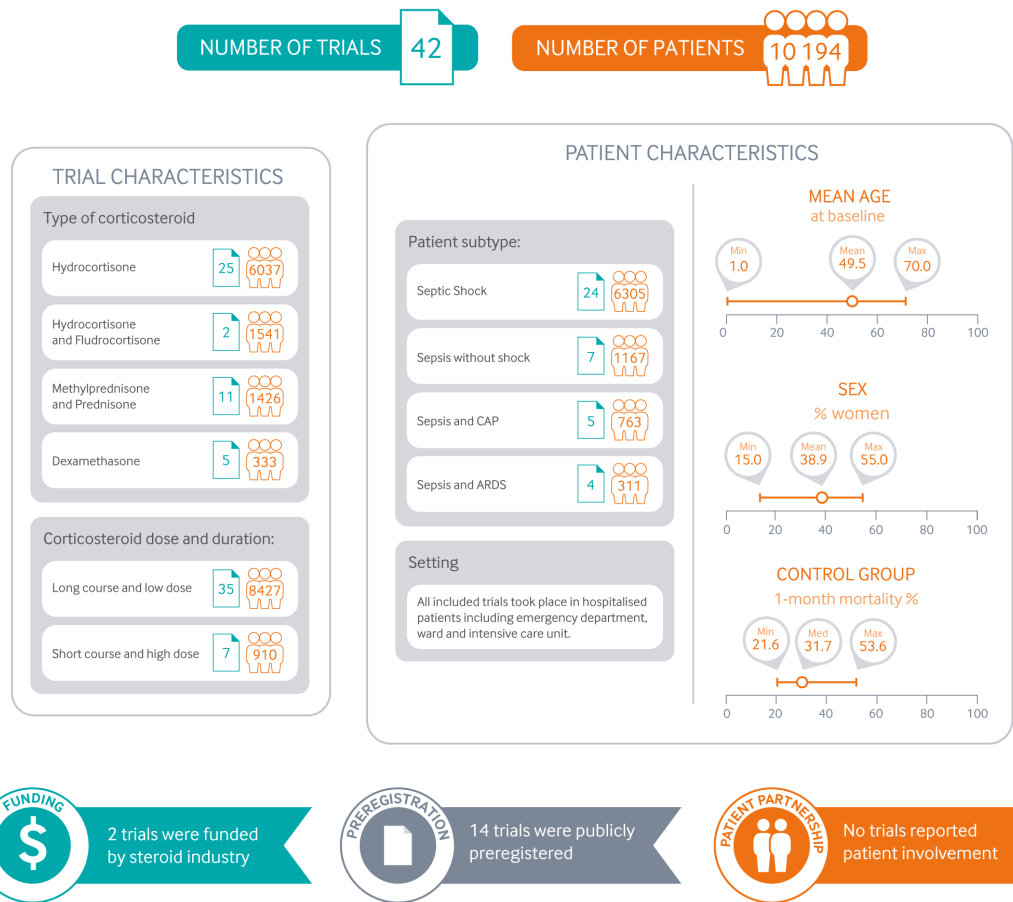 NUMBER OF TRIALS 42
NUMBER OF PATIENTS 10 194
TRIAL CHARACTERISTICS
Type of corticosteroid
Hydrocortisone 25 6037
Hydrocortisone
and Fludrocortisone 2 1541
Methylprednisone
and Prednisone 11 1426
Dexamethasone 5 333
Corticosteroid dose and duration:
Long course and low dose 35 8427
Short course and high dose 7 910
PATIENT CHARACTERISTICS
Patient subtype:
Septic Shock 24 6305
Sepsis without shock 7 1167
Sepsis and CAP 5 763
Sepsis and ARDS 4 311
Setting
All included trials took place in hospitalised
patients including emergency department,
ward and intensive care unit.
MEAN AGE
at baseline
Min Mean Max
1.0 49.5 70.0
0 20 40 60 80 100
SEX
% women
Min Mean Max
15.0 38.9 55.0
0 20 40 60 80 100
CONTROL GROUP
1-month mortality %
Min Med Max
21.6 31.7 53.6
0 20 40 60 80 100
FUNDING
$
2 trials were funded
by steroid industry
PREREGISTRATION
14 trials were publicly
preregistered
PATIENT PARTNERSHIP
No trials reported
patient involvement